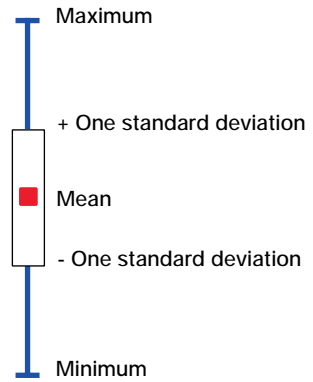 Maximum
+ One standard deviation
Mean
- One standard deviation
Minimum